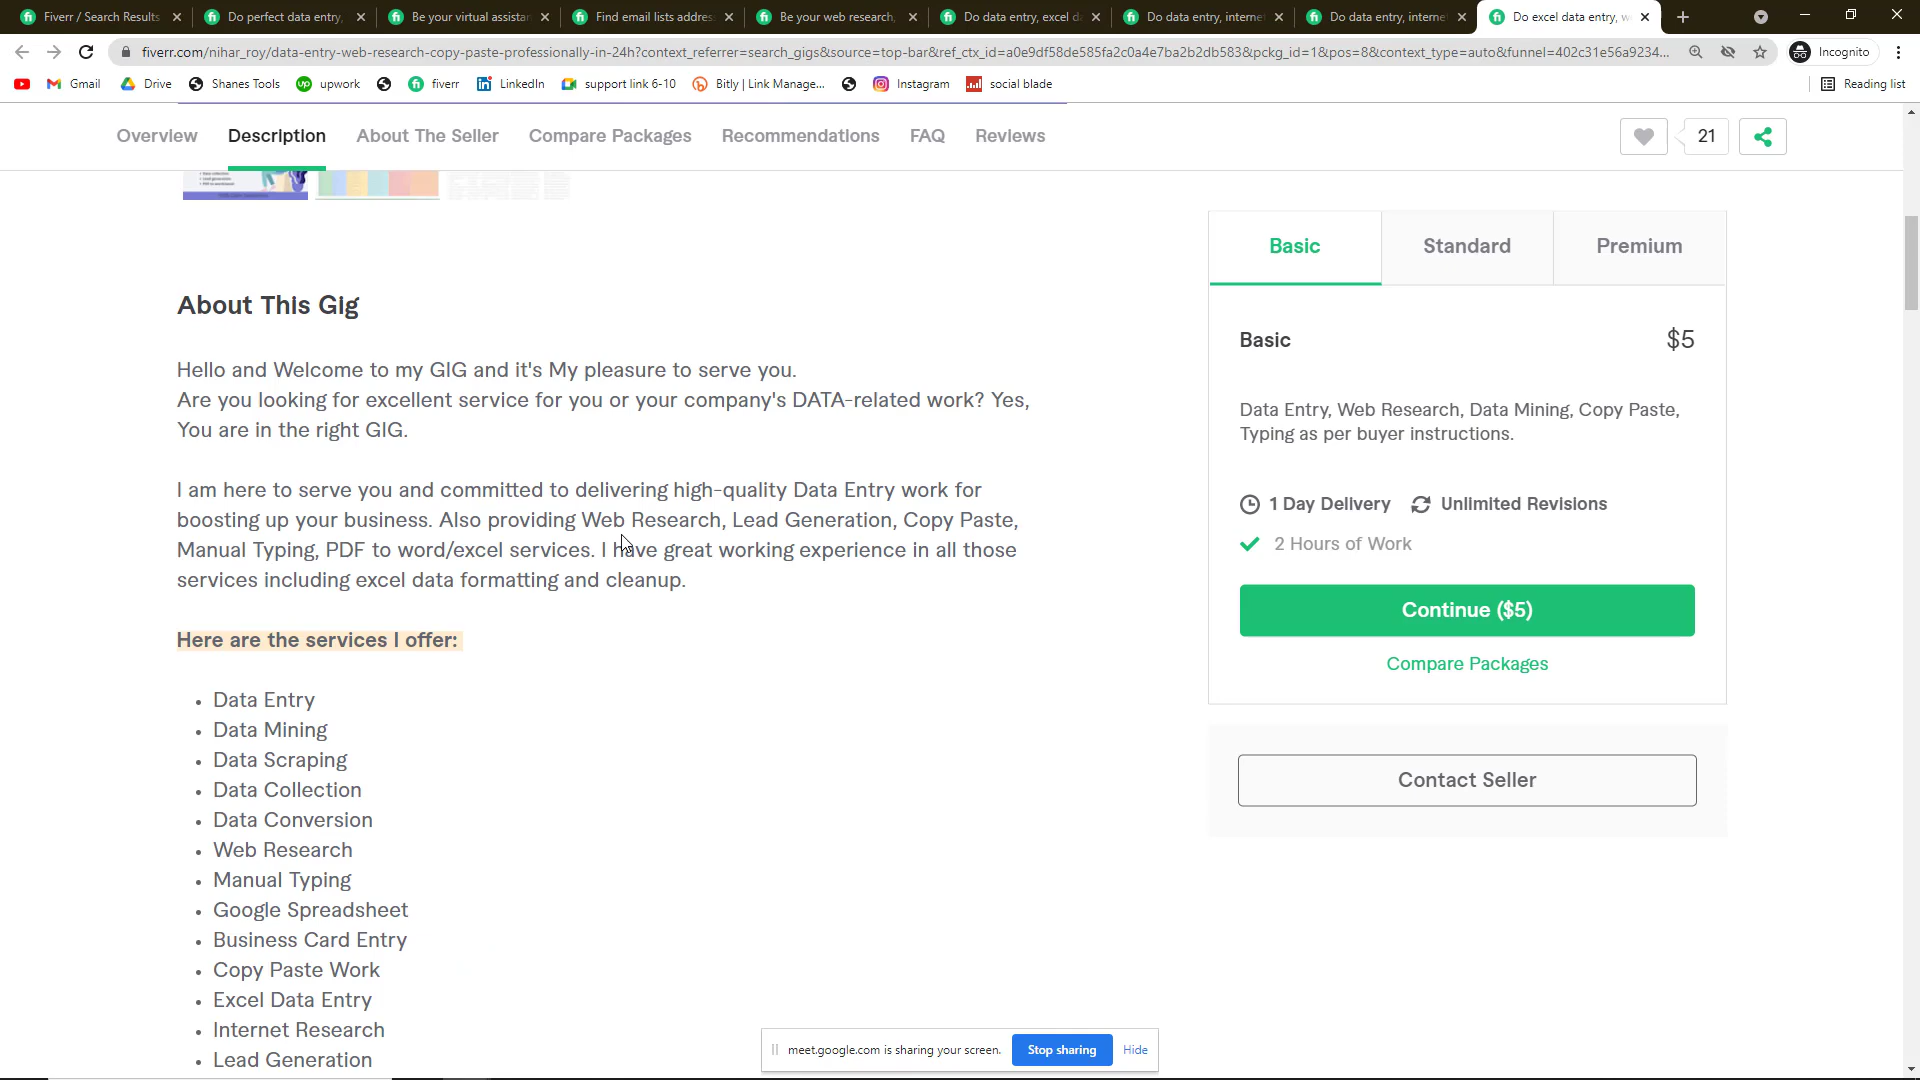 Fiverr / Search Results
Do perfect data entry,
Be your virtual assistan
Find email lists addres
Be your web research,
Do data entry, excel d
Do data entry, interne
Do data entry, interne
Do excel data entry, w
fiverr.com/nihar_roy/data-entry-web-research-copy-paste-professionally-in-24h?context_referrer=search_gigs&source=top-bar&ref_ctx_id=a0e9df58de585fa2c0a4e7ba2b2db583&pckg_id=1&pos=8&context_type=auto&funnel=402c31e56a9234...
Incognito
Gmail
Drive
Shanes Tools
upwork
fiverr
LinkedIn
support link 6-10
Bitly | Link Manage...
Instagram
social blade
Reading list
Overview
Description
About The Seller
Compare Packages
Recommendations
FAQ
Reviews
21
About This Gig
Hello and Welcome to my GIG and it's My pleasure to serve you.
Are you looking for excellent service for you or your company's DATA-related work? Yes,
You are in the right GIG.
I am here to serve you and committed to delivering high-quality Data Entry work for
boosting up your business. Also providing Web Research, Lead Generation, Copy Paste,
Manual Typing, PDF to word/excel services. I have great working experience in all those
services including excel data formatting and cleanup.
Here are the services I offer:
• Data Entry
• Data Mining
• Data Scraping
• Data Collection
• Data Conversion
• Web Research
• Manual Typing
• Google Spreadsheet
• Business Card Entry
• Copy Paste Work
• Excel Data Entry
• Internet Research
• Lead Generation
Basic
Standard
Premium
Basic
$5
Data Entry, Web Research, Data Mining, Copy Paste,
Typing as per buyer instructions.
1 Day Delivery
Unlimited Revisions
2 Hours of Work
Continue ($5)
Compare Packages
Contact Seller
meet.google.com is sharing your screen.
Stop sharing
Hide